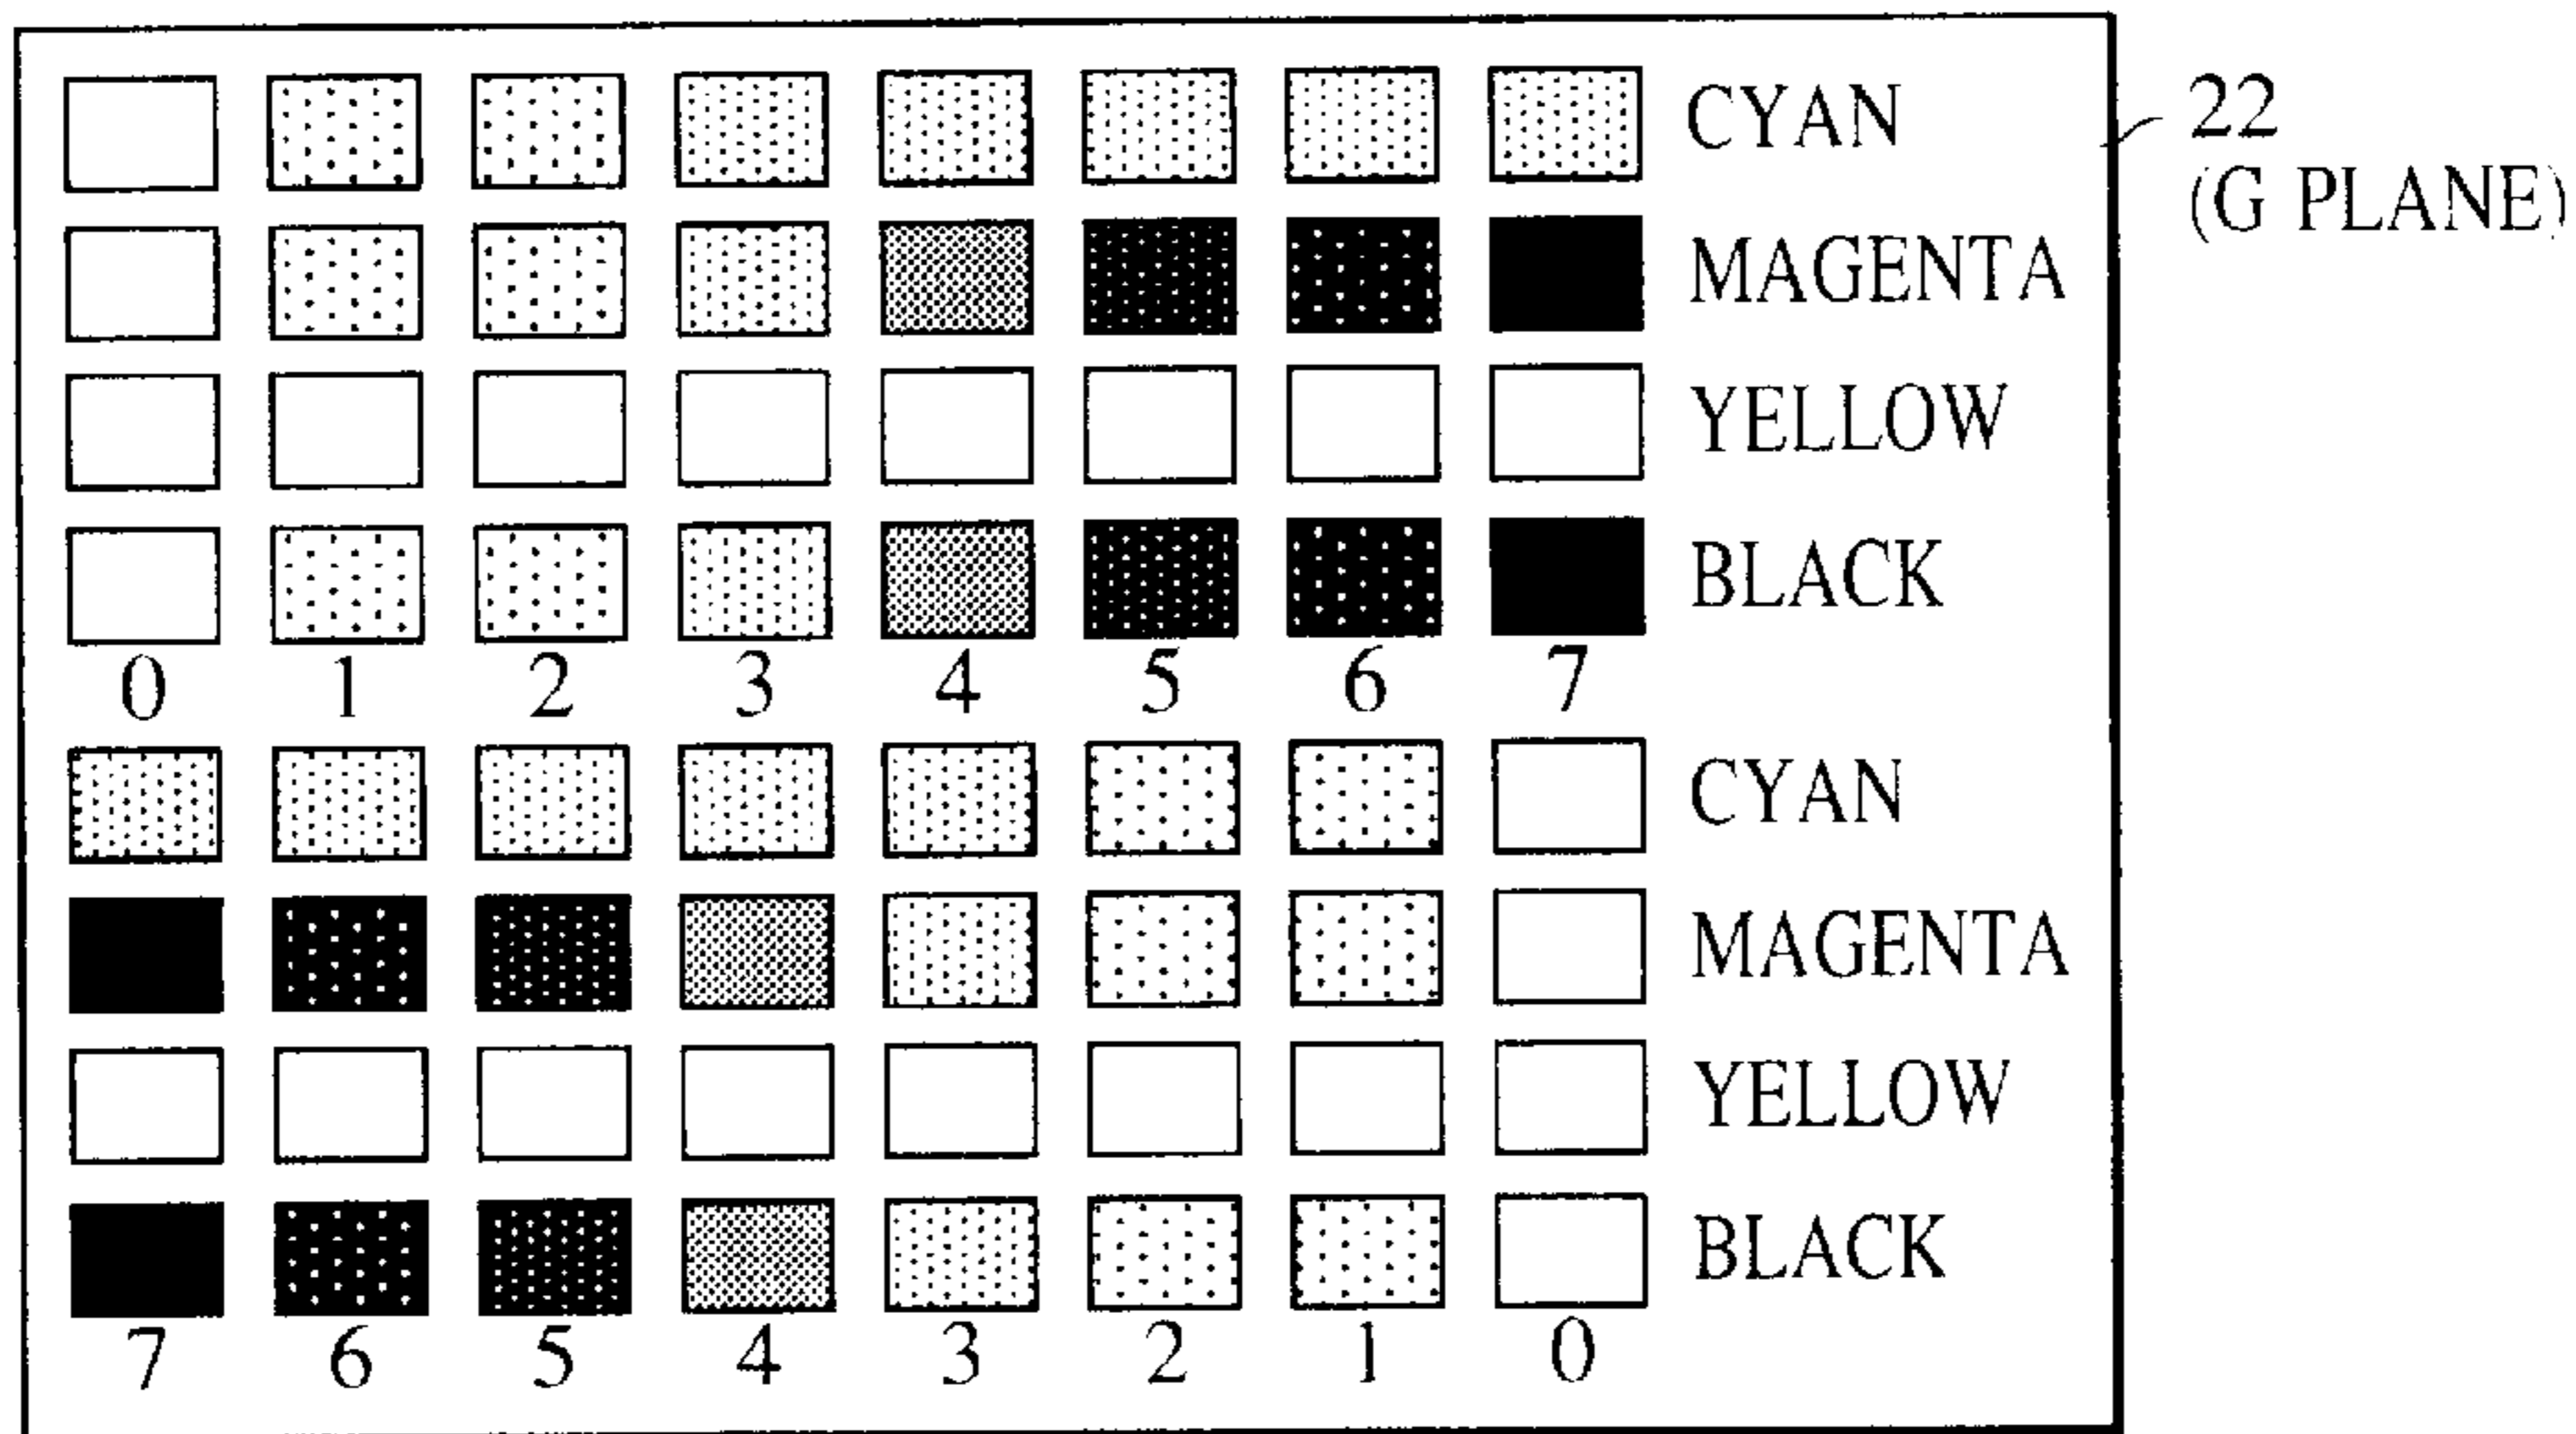 CYAN
22
(G PLANE)
MAGENTA
YELLOW
BLACK
0 1 2 3 4 5 6 7
CYAN
MAGENTA
YELLOW
BLACK
7 6 5 4 3 2 1 0